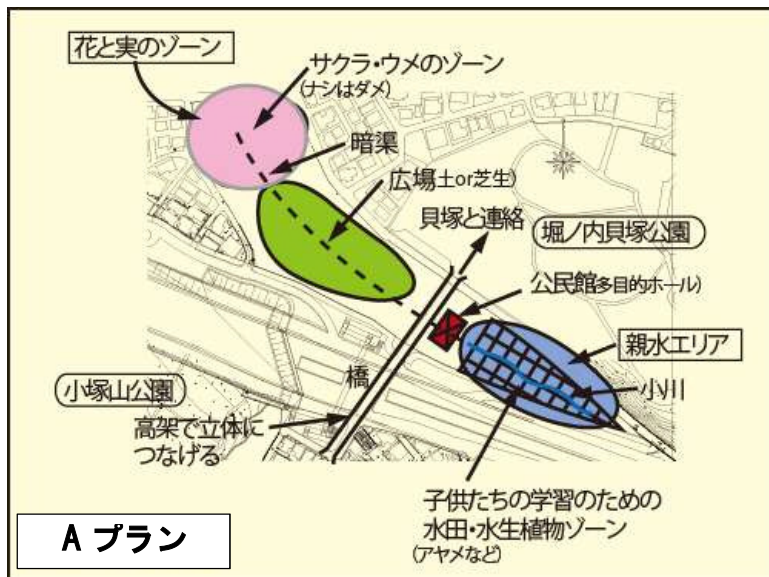 花と実のゾーン
サクラ・ウメのゾーン
(ナシはダメ)
暗渠
広場(土or芝生)
貝塚と連絡
堀ノ内貝塚公園
公民館(多目的ホール)
親水エリア
小川
橋
小塚山公園
高架で立体に
つなげる
子供たちの学習のための
水田・水生植物ゾーン
(アヤメなど)
A プラン